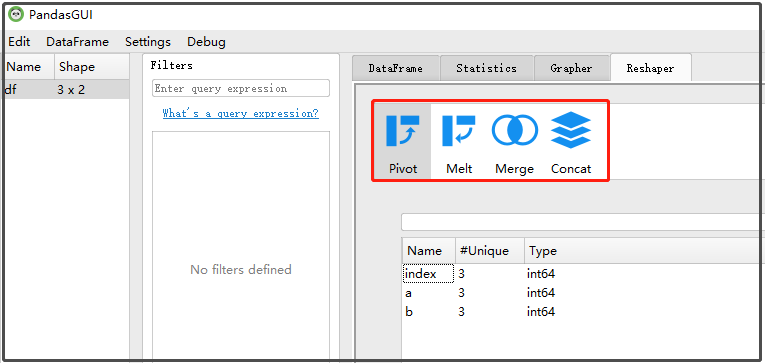 PandasGUI
Edit DataFrame Settings Debug
Name Shape
df 3 x 2
Filters
Enter query expression
What's a query expression?
No filters defined
DataFrame Statistics Grapher Reshaper
Pivot Melt Merge Concat
Name #Unique Type
index 3 int64
a 3 int64
b 3 int64